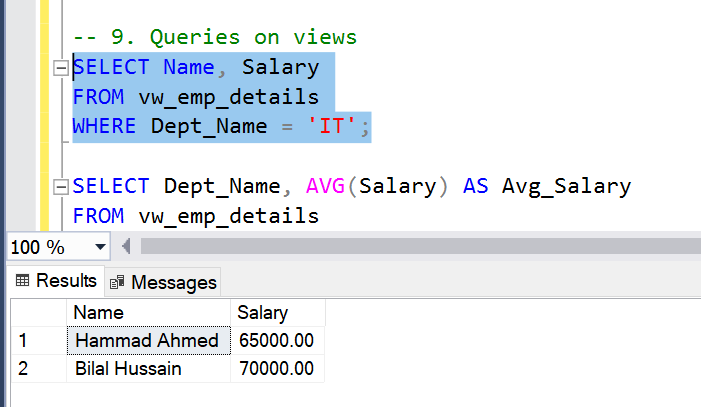 -- 9. Queries on views
SELECT Name, Salary
FROM vw_emp_details
WHERE Dept_Name = 'IT';
SELECT Dept_Name, AVG(Salary) AS Avg_Salary
FROM vw_emp_details
100 %
Results Messages
Name Salary
1 Hammad Ahmed 65000.00
2 Bilal Hussain 70000.00